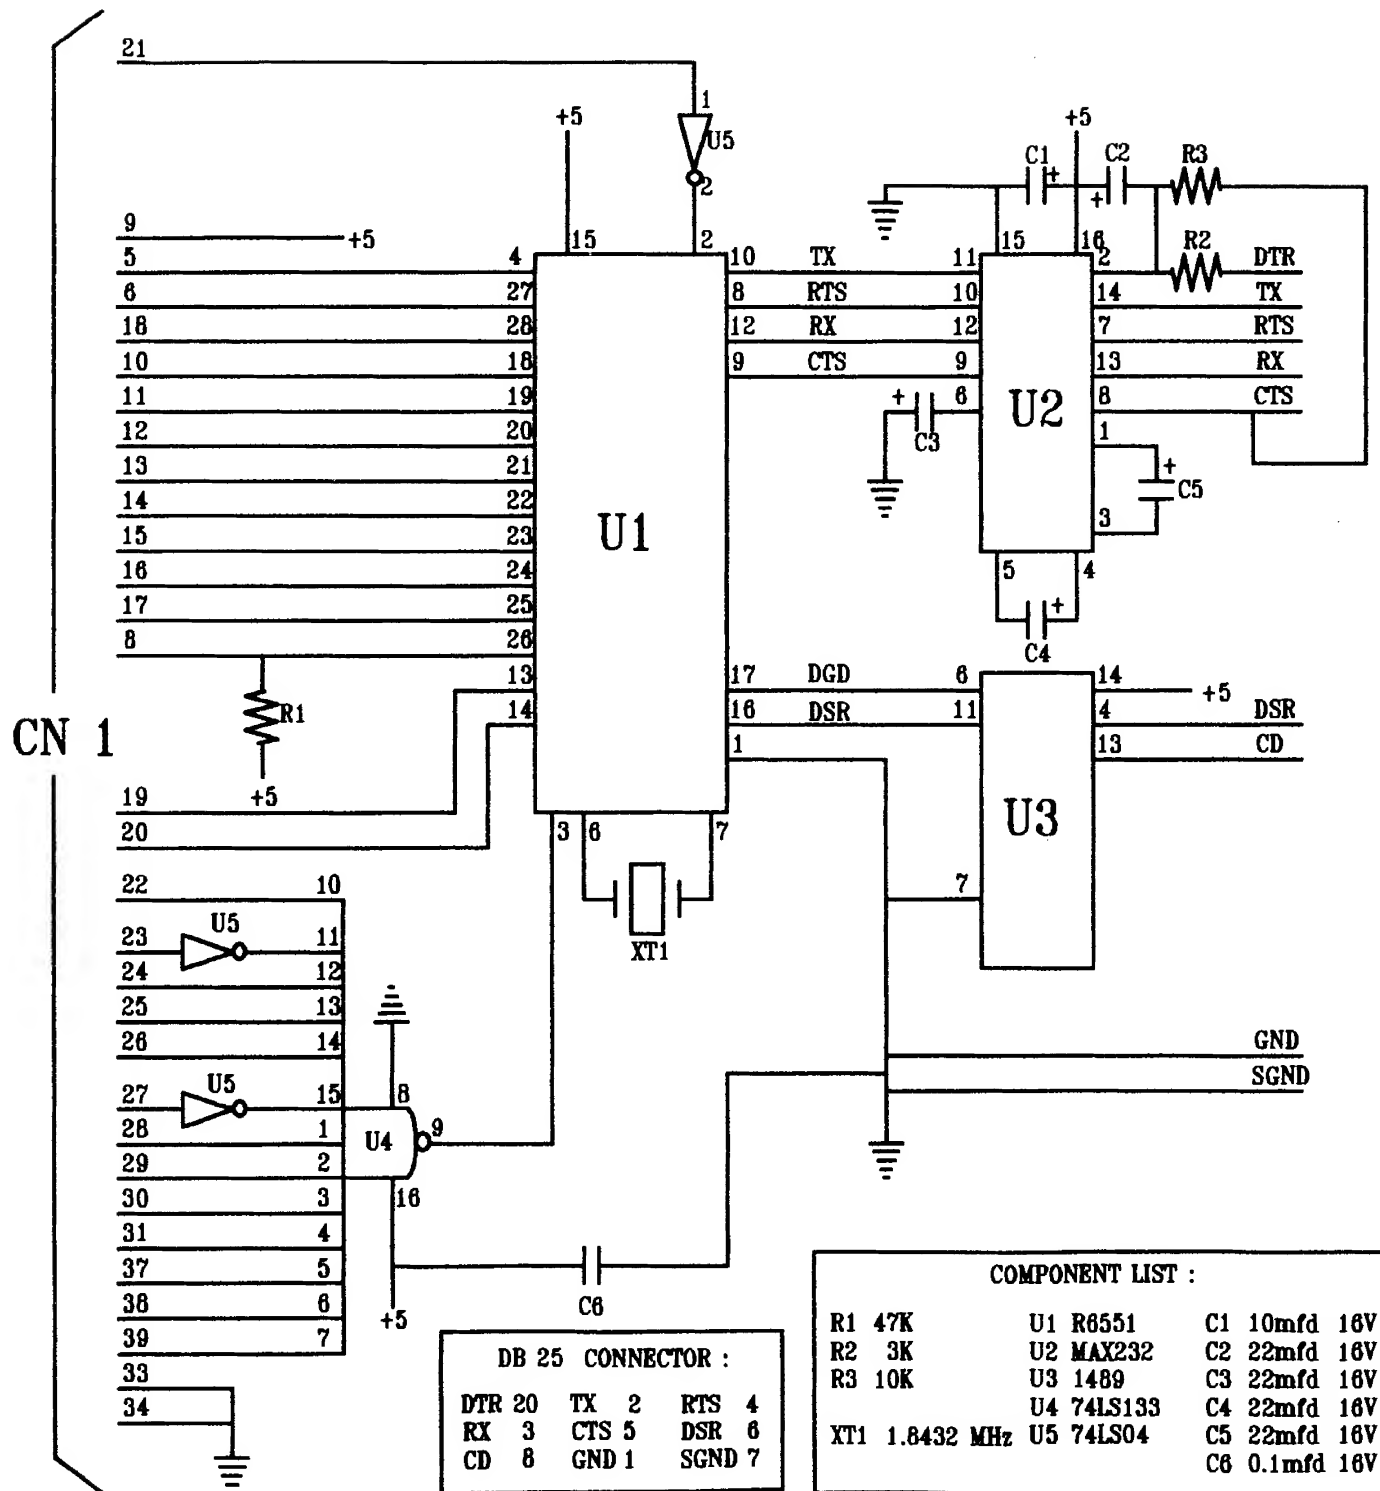 21
1
+5
U5
+5
C1
+
C2
+
R3
2
9
+5
15
2
15
16
R2
5
4
10
TX
11
2
DTR
6
27
8
RTS
10
14
TX
18
28
12
RX
12
7
RTS
10
18
9
CTS
9
13
RX
11
19
+
6
8
CTS
C3
U2
12
20
1
13
21
+
14
22
C5
U1
15
23
3
16
24
5
4
17
25
+
8
26
C4
13
17
DGD
6
14
+5
R1
14
16
DSR
11
4
DSR
CN 1
1
13
CD
+5
19
20
U3
3
6
7
22
10
7
U5
23
11
XT1
24
12
25
13
26
14
GND
U5
SGND
27
15
8
28
1
U4
9
29
2
30
3
16
31
4
37
5
C6
38
6
+5
39
7
33
34
DB 25 CONNECTOR :
DTR 20 TX 2 RTS 4
RX 3 CTS 5 DSR 6
CD 8 GND 1 SGND 7
COMPONENT LIST :
R1 47K U1 R6551 C1 10mfd 16V
R2 3K U2 MAX232 C2 22mfd 16V
R3 10K U3 1489 C3 22mfd 16V
U4 74LS133 C4 22mfd 16V
XT1 1.8432 MHz U5 74LS04 C5 22mfd 16V
C6 0.1mfd 16V